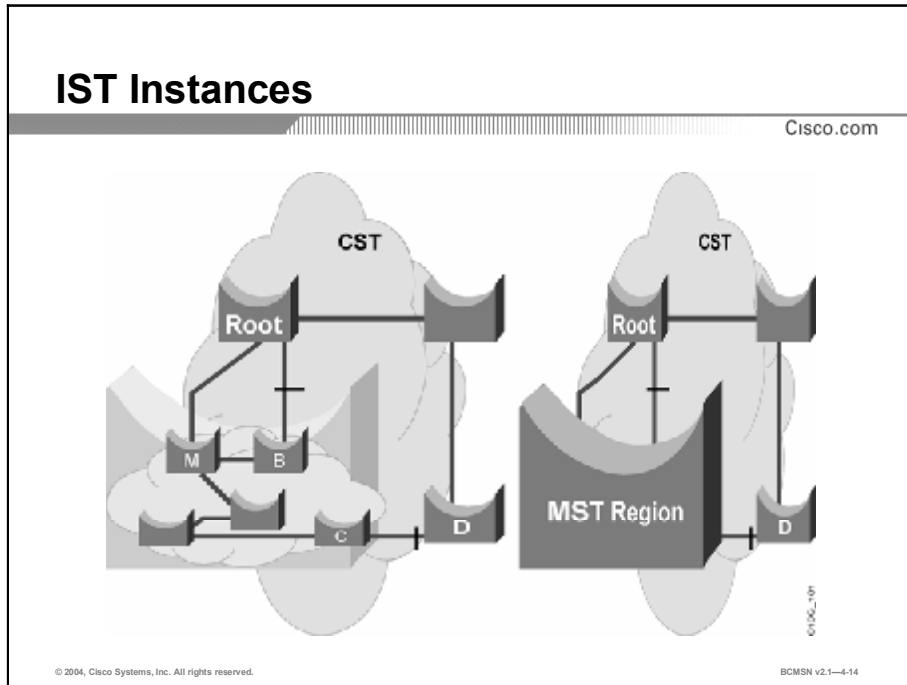 IST Instances
Cisco.com
CST
CST
Root
Root
M
B
C
D
MST Region
D
© 2004, Cisco Systems, Inc. All rights reserved.
BCMSN v2.1—4-14